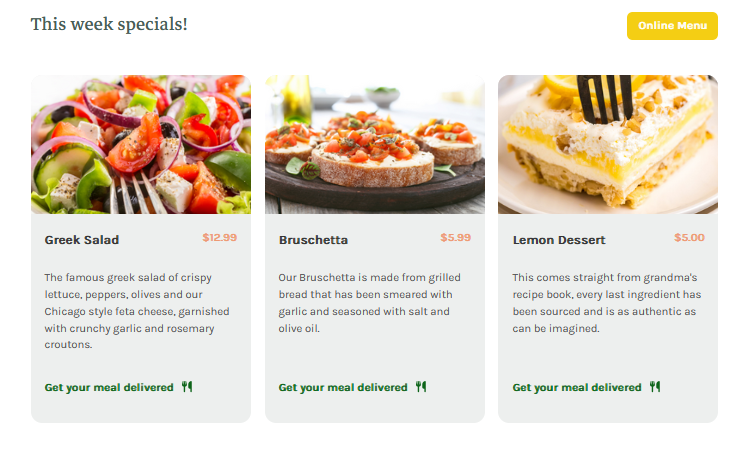 This week specials!
Online Menu
Greek Salad
$12.99
The famous greek salad of crispy
lettuce, peppers, olives and our
Chicago style feta cheese, garnished
with crunchy garlic and rosemary
croutons.
Get your meal delivered
Bruschetta
$5.99
Our Bruschetta is made from grilled
bread that has been smeared with
garlic and seasoned with salt and
olive oil.
Get your meal delivered
Lemon Dessert
$5.00
This comes straight from grandma's
recipe book, every last ingredient has
been sourced and is as authentic as
can be imagined.
Get your meal delivered